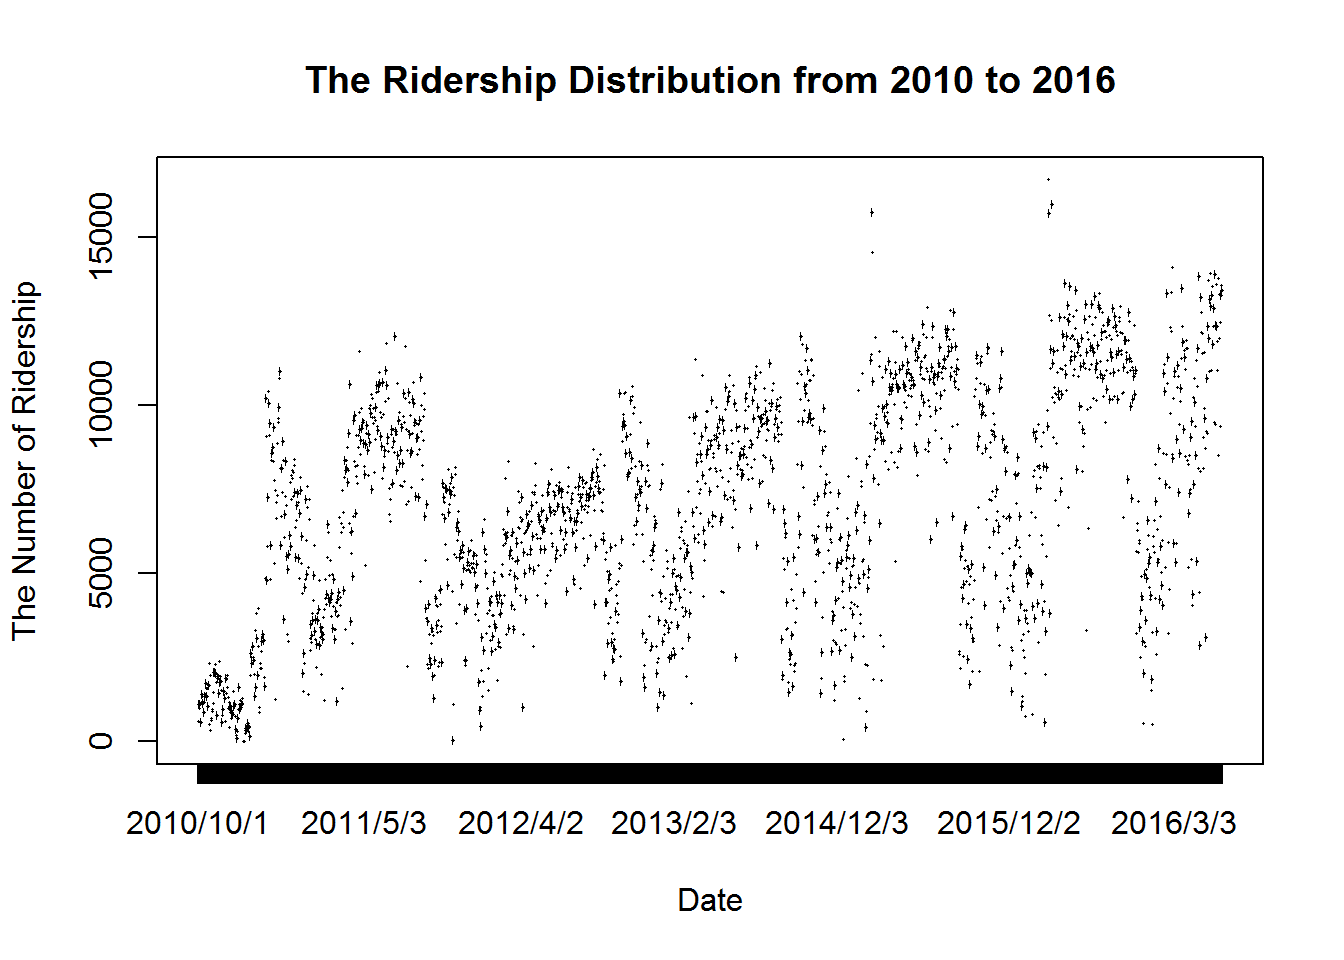 The Ridership Distribution from 2010 to 2016
The Number of Ridership
15000
10000
5000
0
2010/10/1 2011/5/3 2012/4/2 2013/2/3 2014/12/3 2015/12/2 2016/3/3
Date